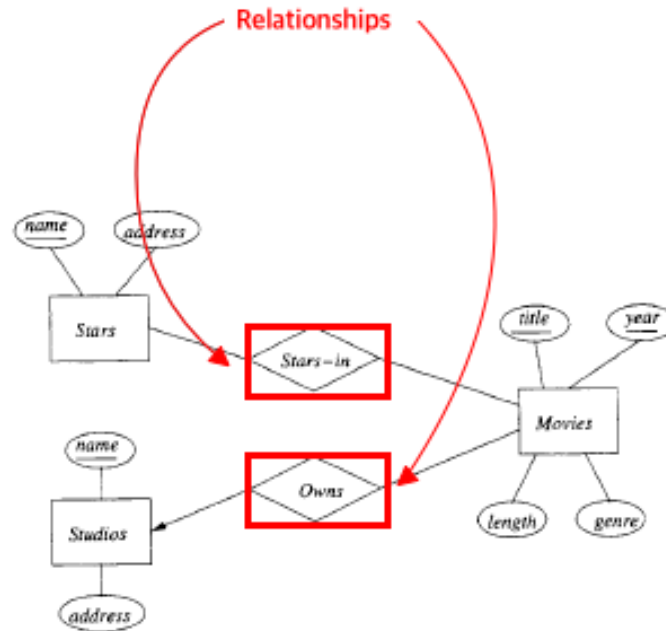 Relationships
name
address
Stars
Stars-in
title
year
Movies
name
Owns
length
genre
Studios
address